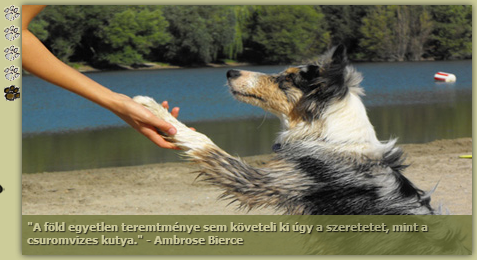 "A föld egyetlen teremtménye sem követeli ki úgy a szeretetet, mint a
csuromvizes kutya." - Ambrose Bierce